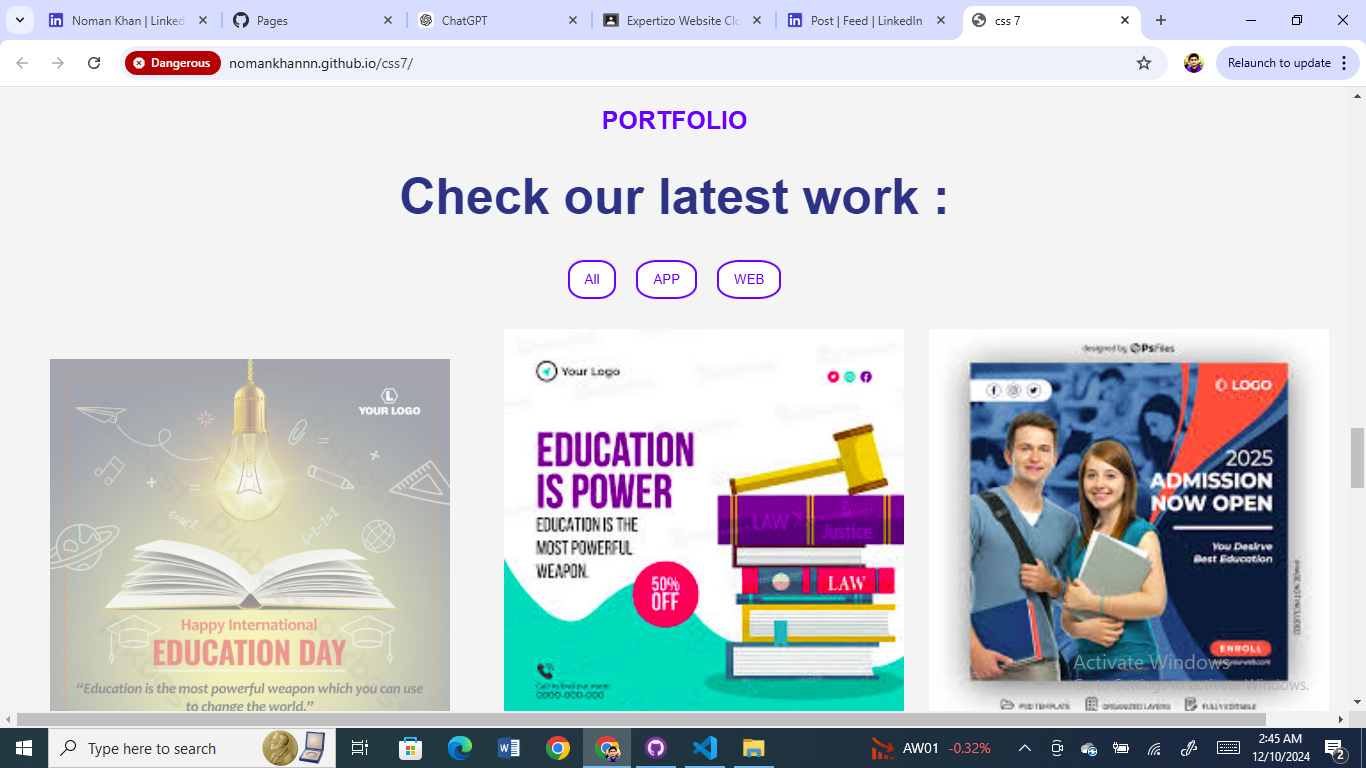 Noman Khan | Linked
Pages
ChatGPT
Expertizo Website Clo
Post | Feed | LinkedIn
css 7
Dangerous
nomankhannn.github.io/css7/
Relaunch to update
PORTFOLIO
Check our latest work :
All
APP
WEB
L
YOUR LOGO
Happy International
EDUCATION DAY
“Education is the most powerful weapon which you can use
to change the world.”
Your Logo
EDUCATION
IS POWER
EDUCATION IS THE
MOST POWERFUL
WEAPON.
50%
OFF
LAW
Justice
LAW
Call to find out more
0000-000-000
designed by PsFiles
LOGO
2025
ADMISSION
NOW OPEN
You Desirve
Best Education
ENROLL
PSD TEMPLATE
ORGANIZED LAYERS
FULLY EDITABLE
Activate Windows
Go to Settings to activate Windows.
Type here to search
AW01 -0.32%
2:45 AM
12/10/2024
2